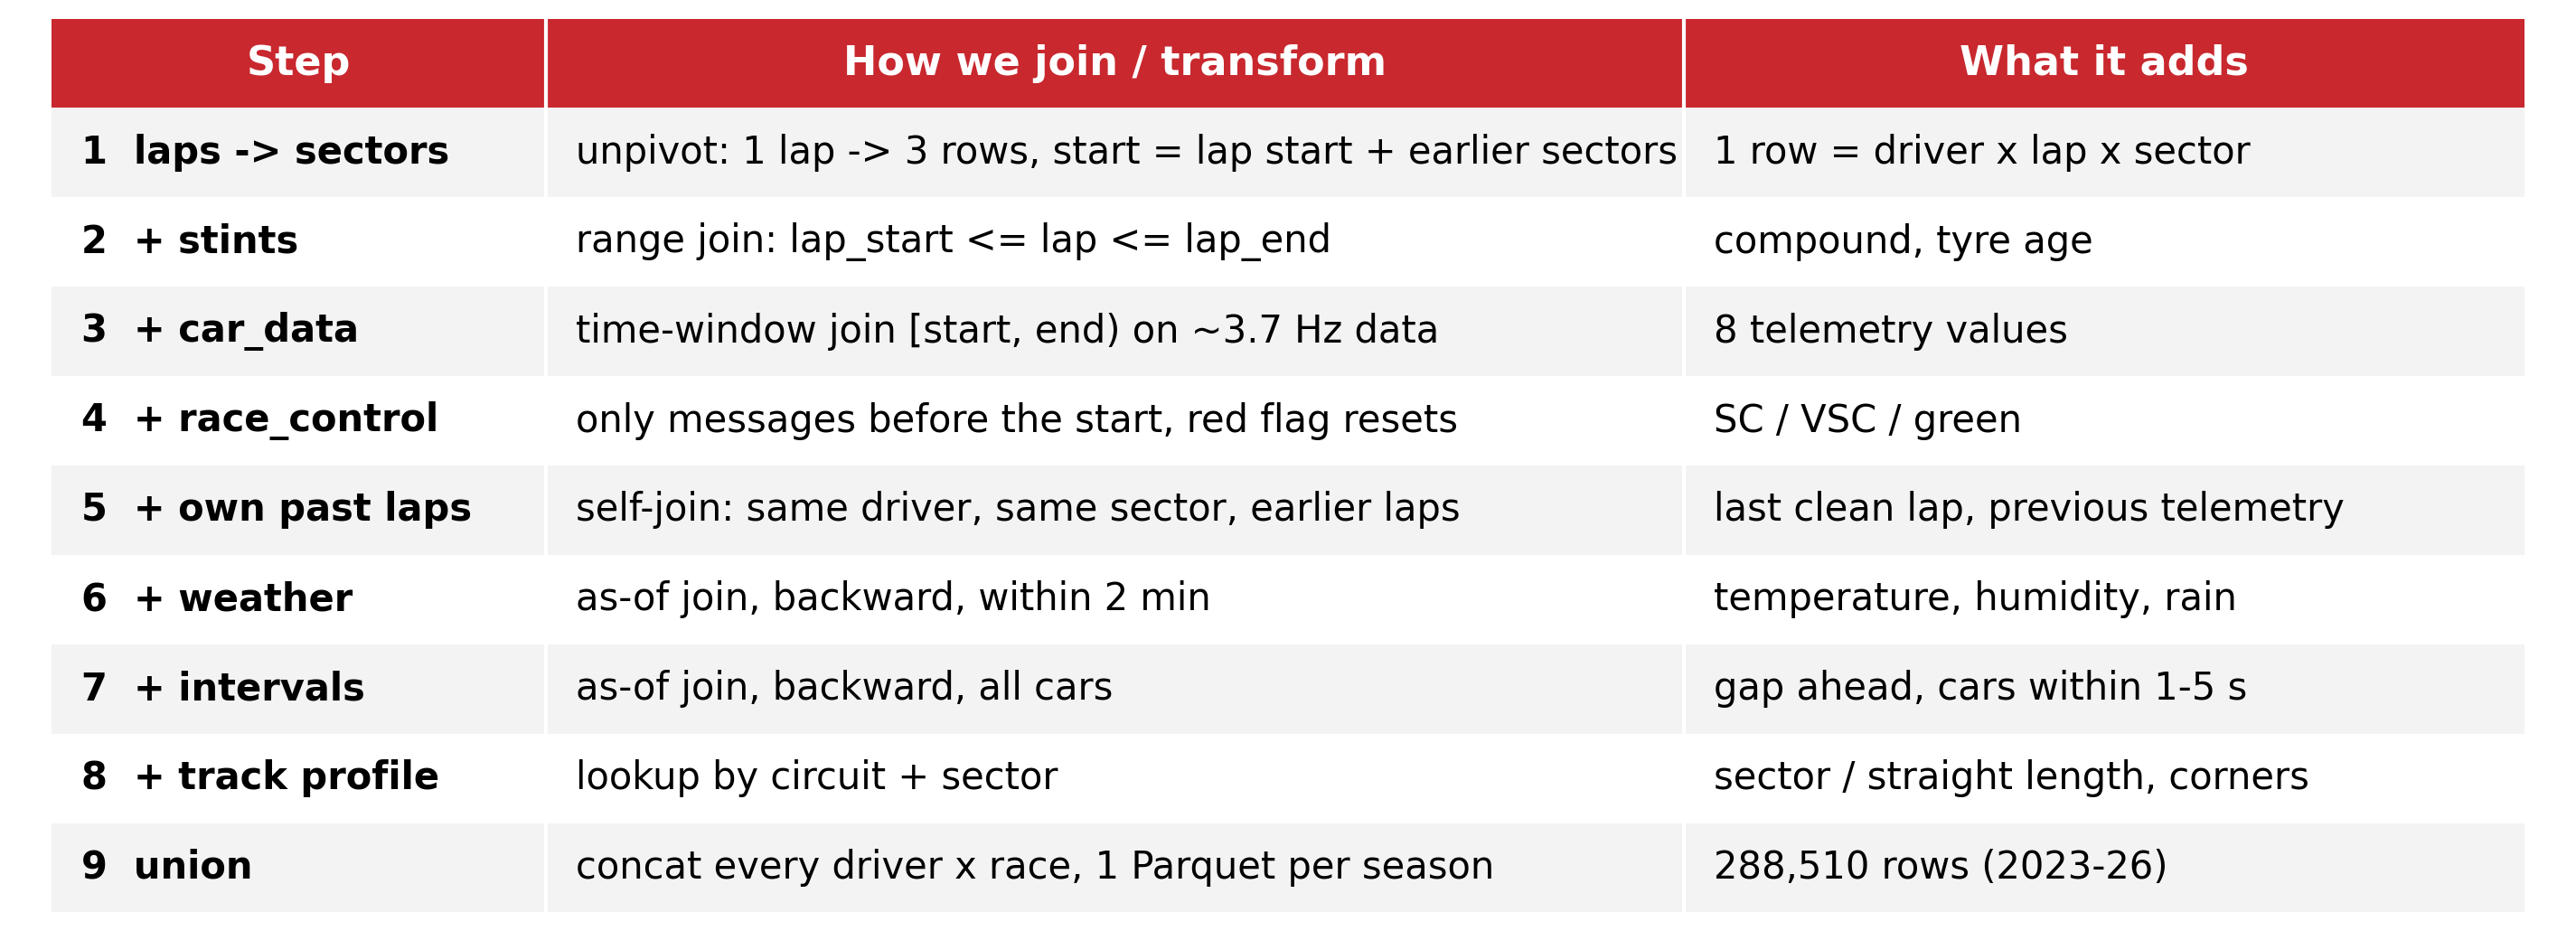 Step How we join / transform What it adds
1 laps -> sectors unpivot: 1 lap -> 3 rows, start = lap start + earlier sectors 1 row = driver x lap x sector
2 + stints range join: lap_start <= lap <= lap_end compound, tyre age
3 + car_data time-window join [start, end) on ~3.7 Hz data 8 telemetry values
4 + race_control only messages before the start, red flag resets SC / VSC / green
5 + own past laps self-join: same driver, same sector, earlier laps last clean lap, previous telemetry
6 + weather as-of join, backward, within 2 min temperature, humidity, rain
7 + intervals as-of join, backward, all cars gap ahead, cars within 1-5 s
8 + track profile lookup by circuit + sector sector / straight length, corners
9 union concat every driver x race, 1 Parquet per season 288,510 rows (2023-26)